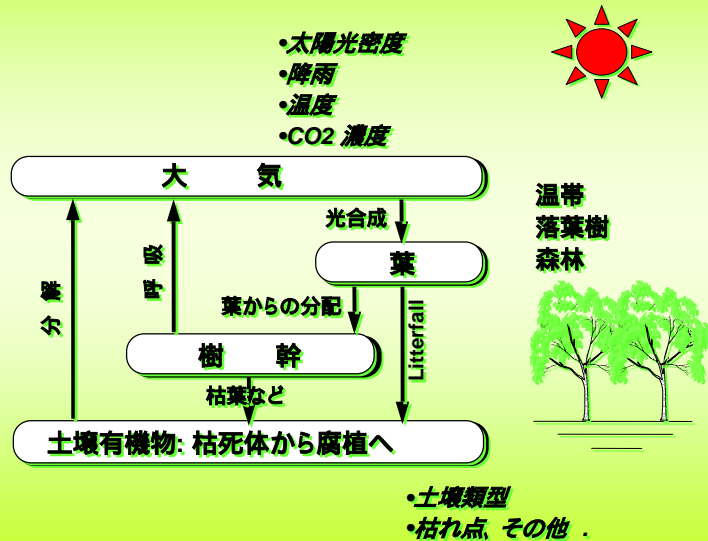 •太陽光密度
•降雨
•温度
•CO2 濃度
大 気
温帯
落葉樹
森林
光合成
葉
分 解
呼 吸
葉からの分配
Litterfall
樹 幹
枯葉など
土壌有機物: 枯死体から腐植へ
•土壌類型
•枯れ点, その他 .